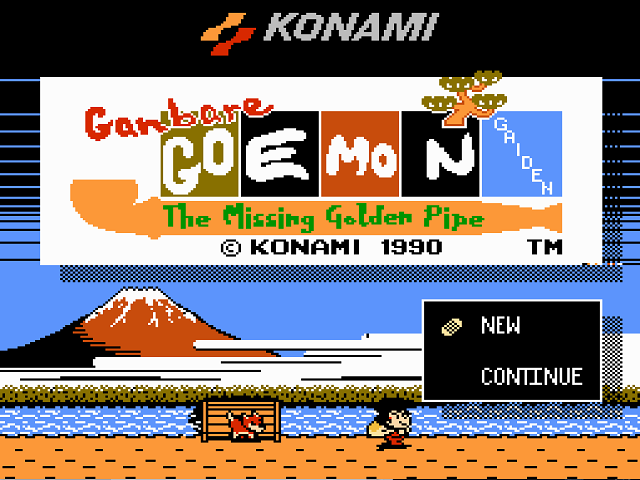 KONAMI
Ganbare
GOEMON
GAIDEN
The Missing Golden Pipe
© KONAMI 1990 TM
NEW
CONTINUE